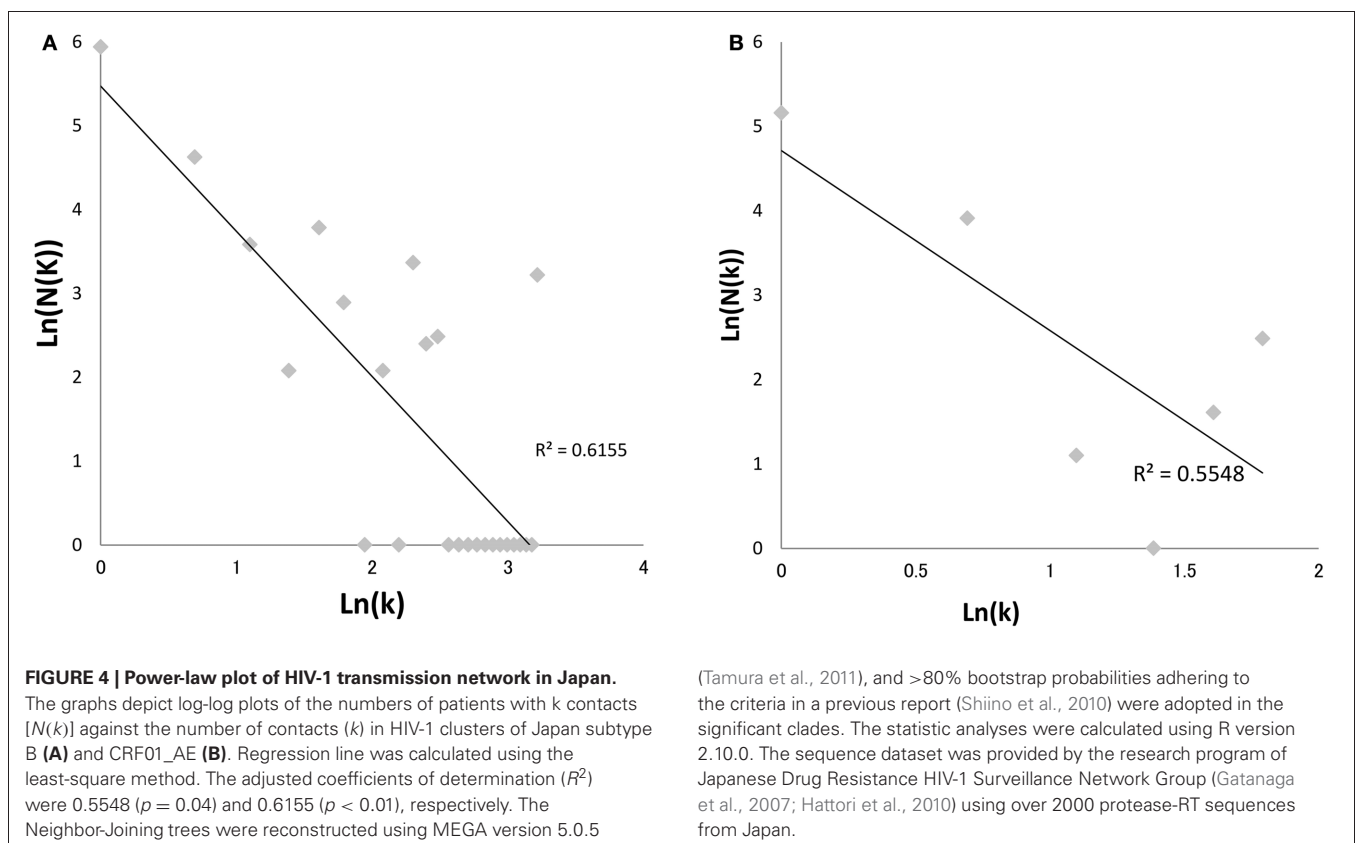 A
6
5
4
3
2
1
0
Ln(N(K))
R² = 0.6155
0 1 2 3 4
Ln(k)
B
6
5
4
3
2
1
0
Ln(N(k))
R² = 0.5548
0 0.5 1 1.5 2
Ln(k)
FIGURE 4 | Power-law plot of HIV-1 transmission network in Japan.
The graphs depict log-log plots of the numbers of patients with k contacts
[N(k)] against the number of contacts (k) in HIV-1 clusters of Japan subtype
B (A) and CRF01_AE (B). Regression line was calculated using the
least-square method. The adjusted coefficients of determination (R²)
were 0.5548 (p = 0.04) and 0.6155 (p < 0.01), respectively. The
Neighbor-Joining trees were reconstructed using MEGA version 5.0.5
(Tamura et al., 2011), and >80% bootstrap probabilities adhering to
the criteria in a previous report (Shiino et al., 2010) were adopted in the
significant clades. The statistic analyses were calculated using R version
2.10.0. The sequence dataset was provided by the research program of
Japanese Drug Resistance HIV-1 Surveillance Network Group (Gatanaga
et al., 2007; Hattori et al., 2010) using over 2000 protease-RT sequences
from Japan.